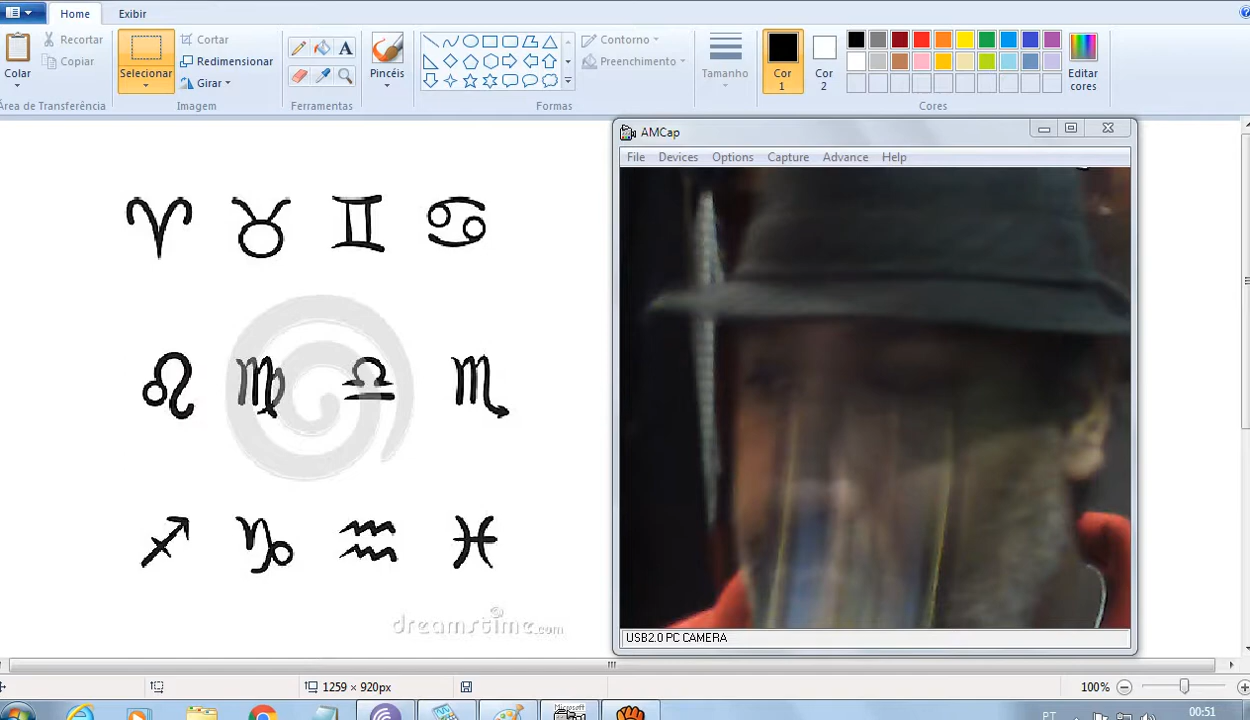 Home Exibir
Recortar
Copiar
Colar
Área de Transferência
Selecionar
Cortar
Redimensionar
Girar
Imagem
A
Ferramentas
Pincéis
Contorno
Preenchimento
Formas
Tamanho
Cor
1
Cor
2
Editar
cores
Cores
AMCap
File Devices Options Capture Advance Help
♈ ♉ ♊ ♋
♌ ♍ ♎ ♏
♐ ♑ ♒ ♓
dreamstime.com
USB2.0 PC CAMERA
1259 × 920px
100%
Microsoft
PT
00:51